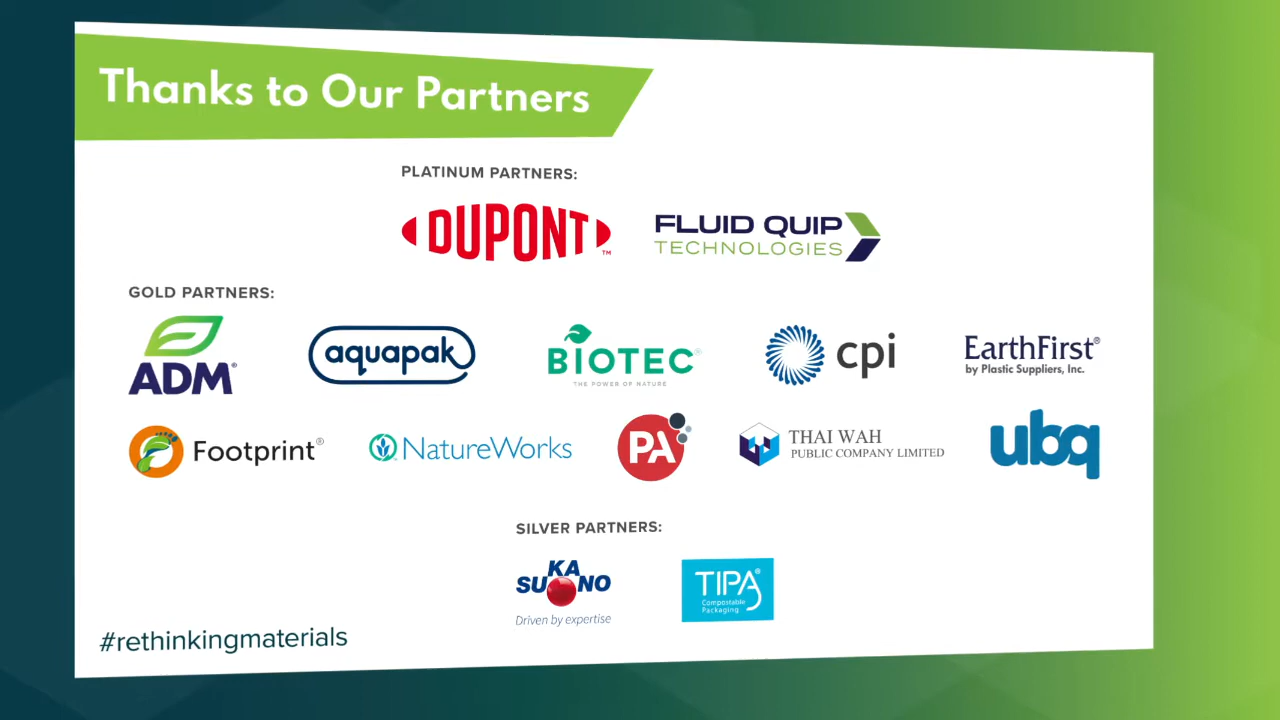 Thanks to Our Partners
PLATINUM PARTNERS:
DUPONT™
FLUID QUIP
TECHNOLOGIES
GOLD PARTNERS:
ADM®
aquapak
BIOTEC®
THE POWER OF NATURE
cpi
EarthFirst®
by Plastic Suppliers, Inc.
Footprint®
NatureWorks
PA
THAI WAH
PUBLIC COMPANY LIMITED
ubq
SILVER PARTNERS:
SUKANO
Driven by expertise
TIPA®
Compostable
Packaging
#rethinkingmaterials